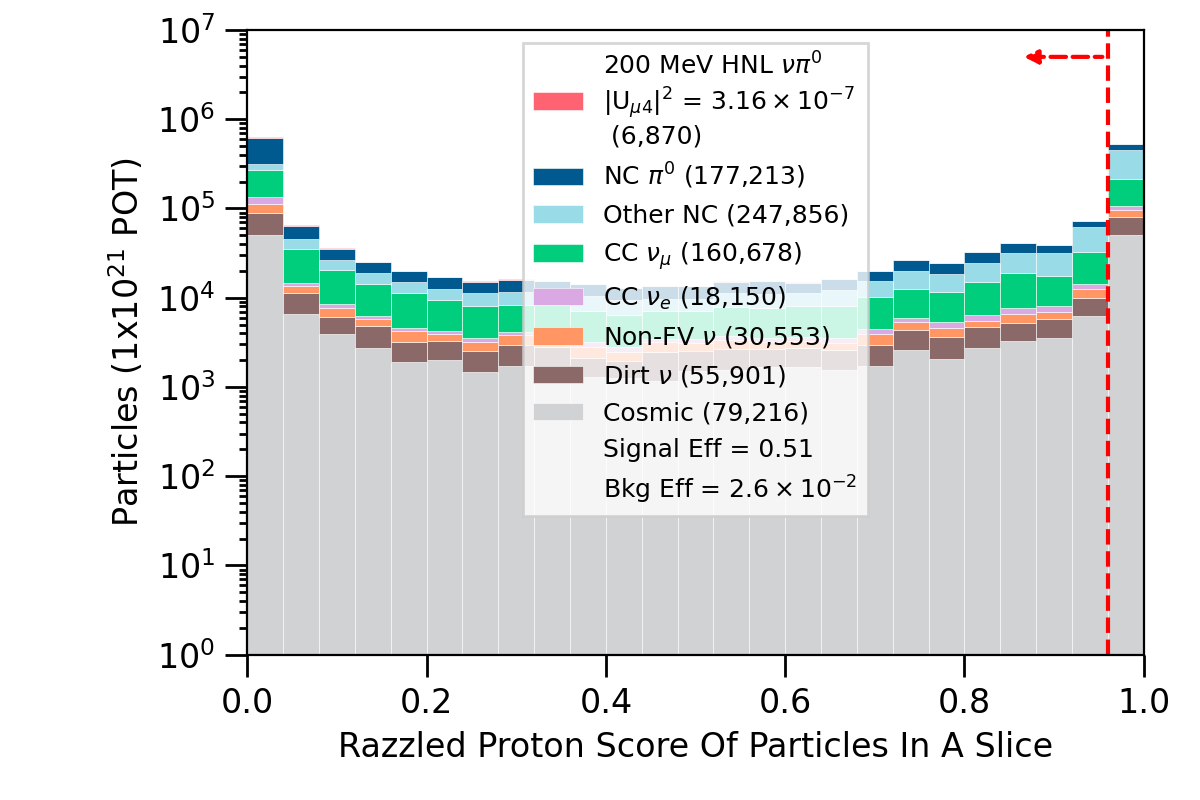 10⁷
10⁶
10⁵
10⁴
10³
10²
10¹
10⁰
Particles (1x10²¹ POT)
200 MeV HNL νπ⁰
|U_μ4|² = 3.16 × 10⁻⁷
(6,870)
NC π⁰ (177,213)
Other NC (247,856)
CC ν_μ (160,678)
CC ν_e (18,150)
Non-FV ν (30,553)
Dirt ν (55,901)
Cosmic (79,216)
Signal Eff = 0.51
Bkg Eff = 2.6 × 10⁻²
0.0 0.2 0.4 0.6 0.8 1.0
Razzled Proton Score Of Particles In A Slice